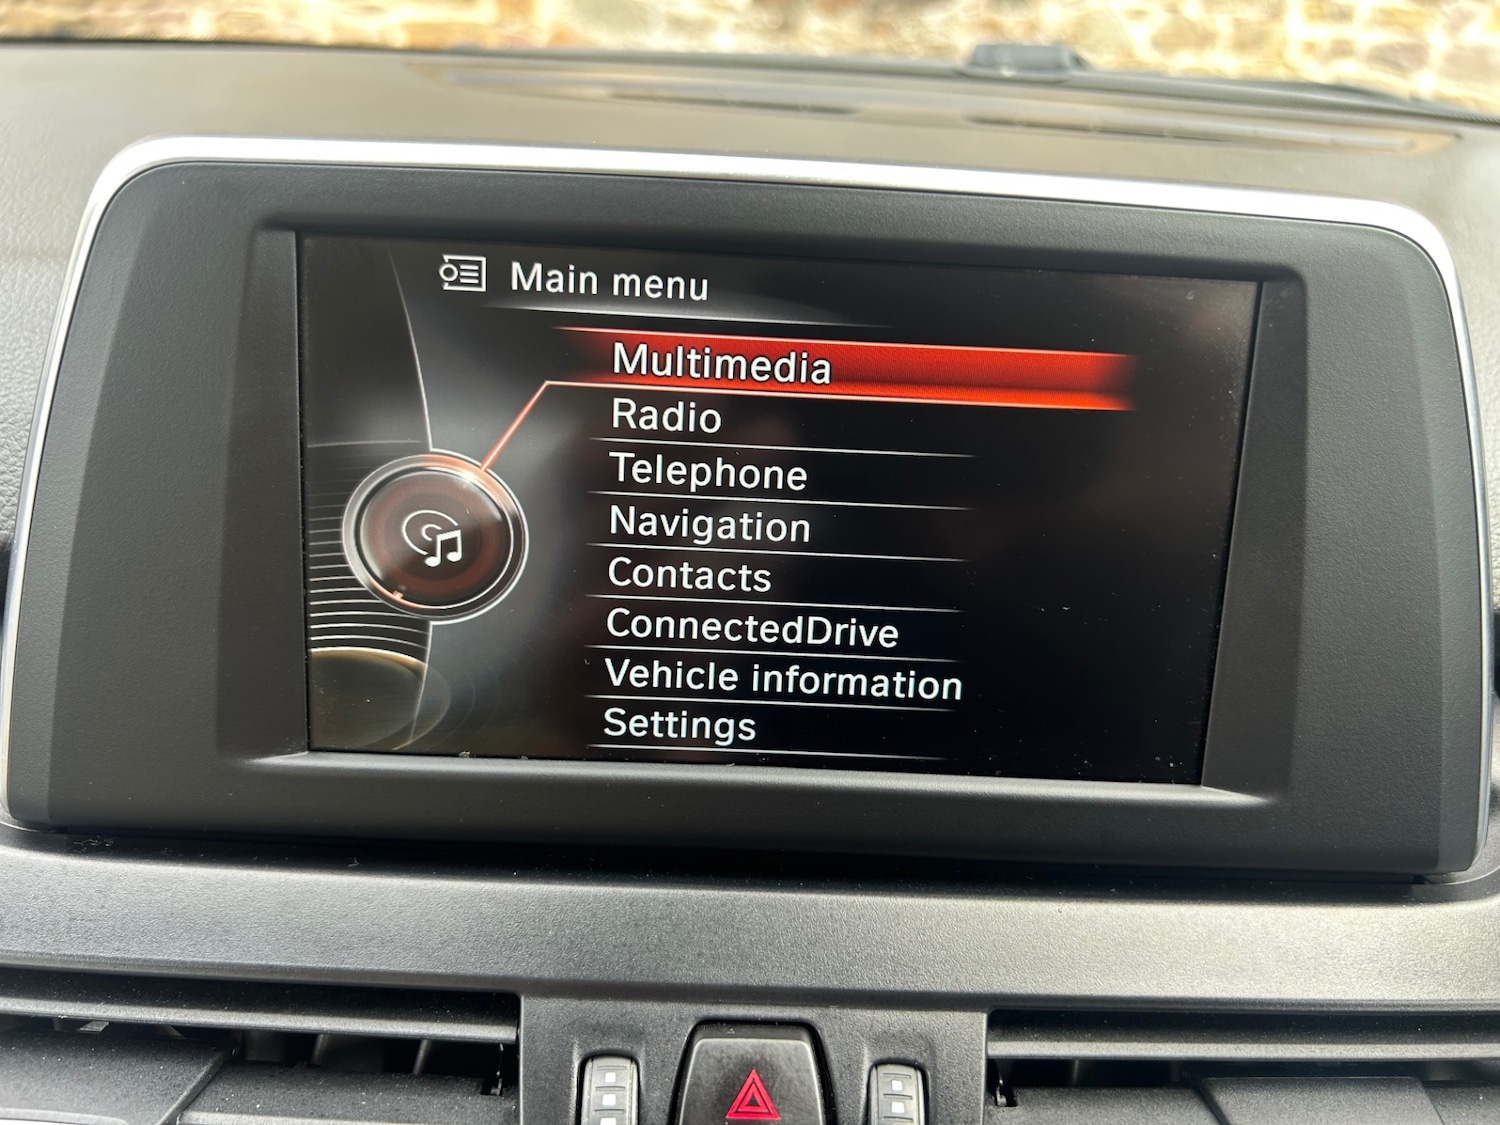 Main menu
Multimedia
Radio
Telephone
Navigation
Contacts
ConnectedDrive
Vehicle information
Settings